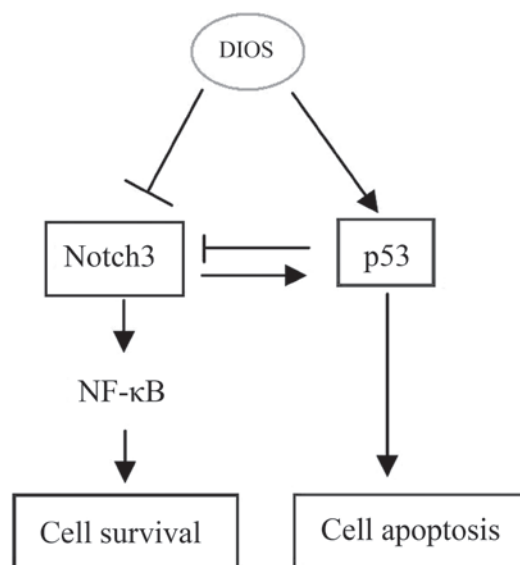 DIOS
Notch3
p53
NF-κB
Cell survival
Cell apoptosis